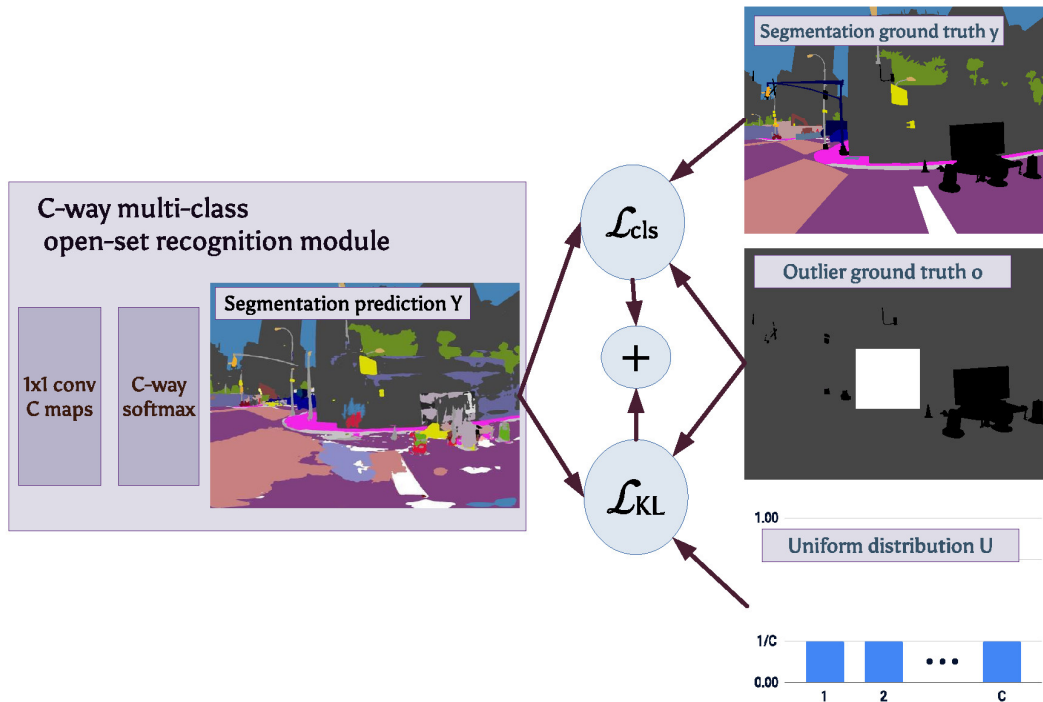 C-way multi-class
open-set recognition module
1x1 conv
C maps
C-way
softmax
Segmentation prediction Y
ℒcls
+
ℒKL
Segmentation ground truth y
Outlier ground truth o
1.00
Uniform distribution U
1/C
0.00
1 2 ••• C